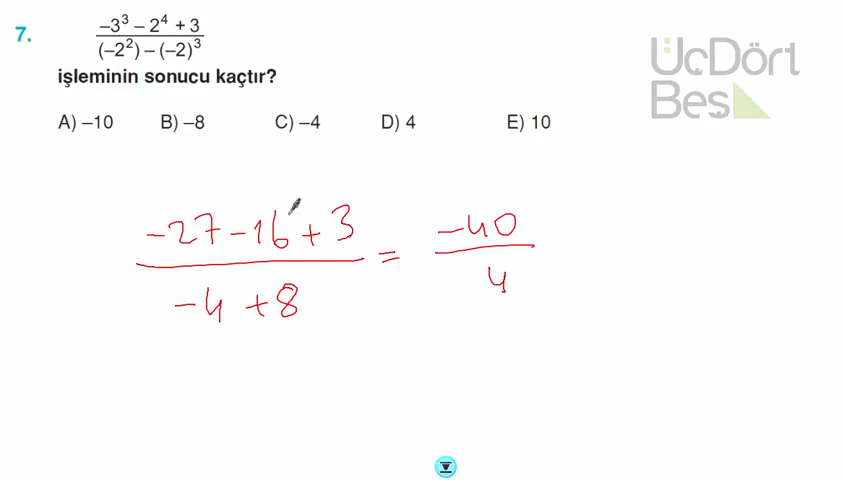 7. −3³ − 2⁴ + 3
(−2²) − (−2)³
işleminin sonucu kaçtır?
A) −10 B) −8 C) −4 D) 4 E) 10
ÜçDört
Beş
−27 − 16 + 3 = −40
−4 + 8 4